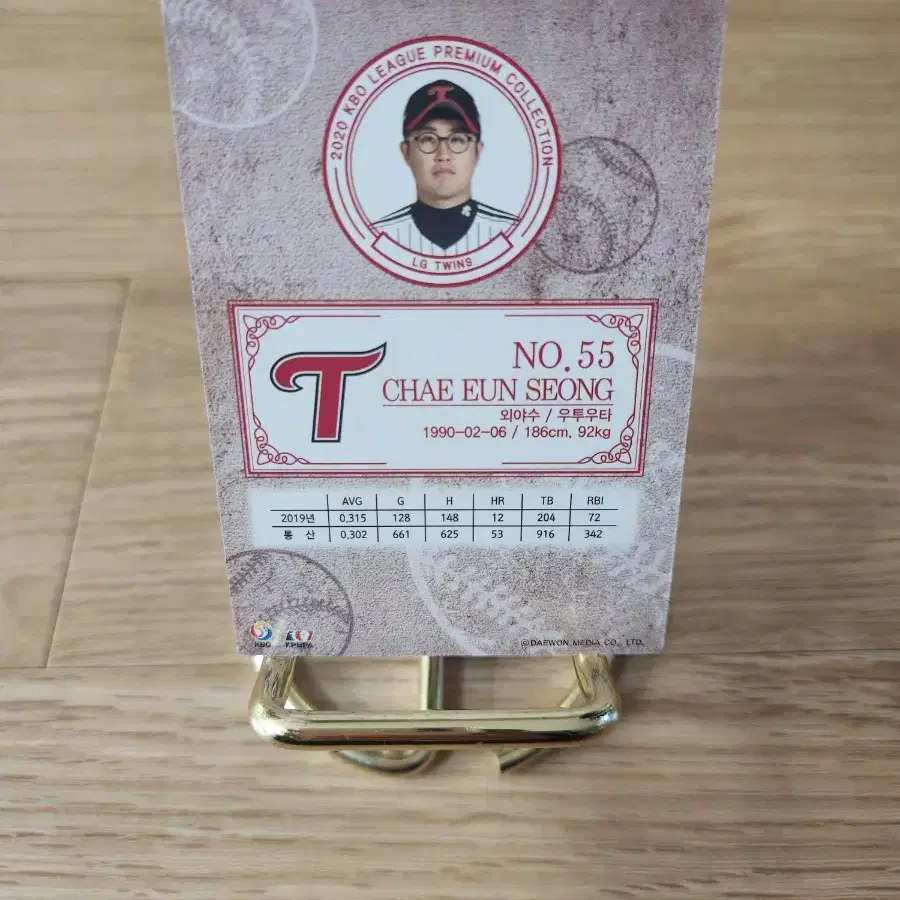 2020 KBO LEAGUE PREMIUM COLLECTION
LG TWINS
NO.55
CHAE EUN SEONG
외야수 / 우투우타
1990-02-06 / 186cm, 92kg
AVG G H HR TB RBI
2019년 0.315 128 148 12 204 72
통 산 0.302 661 625 53 916 342
KBO KPBPA
©DAEWON MEDIA CO., LTD.